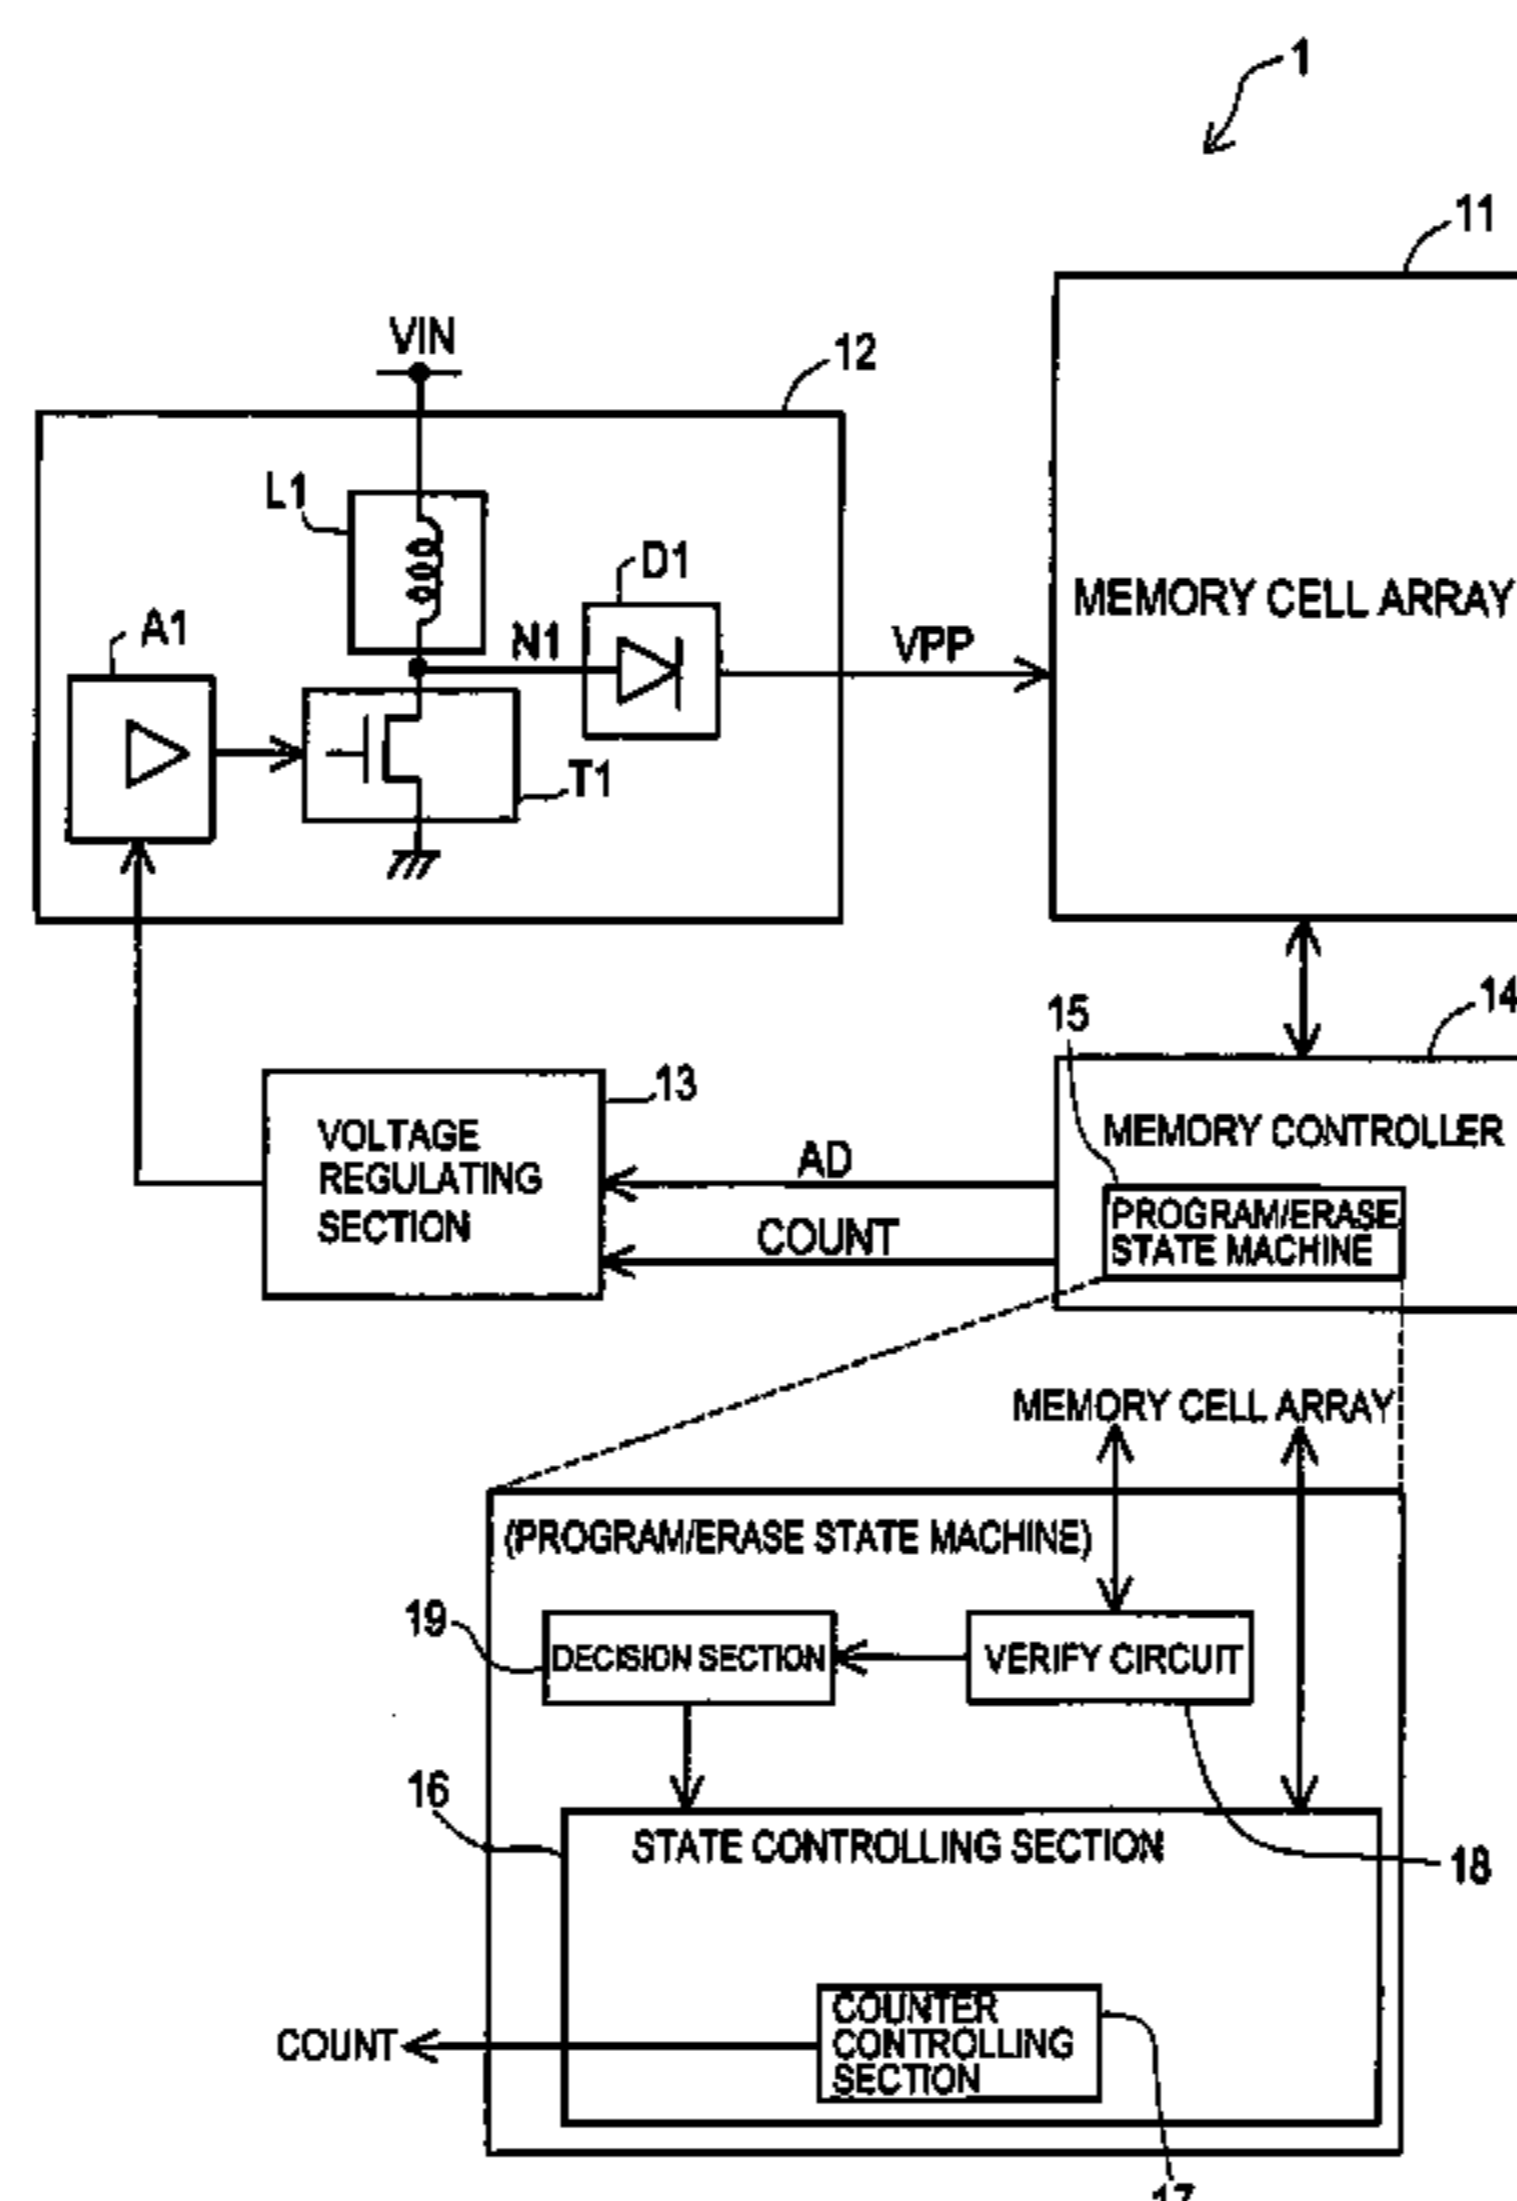 1
11
VIN
12
L1
D1
A1
N1
VPP
MEMORY CELL ARRAY
T1
15
14
13
MEMORY CONTROLLER
VOLTAGE
REGULATING
SECTION
AD
COUNT
PROGRAM/ERASE
STATE MACHINE
MEMORY CELL ARRAY
(PROGRAM/ERASE STATE MACHINE)
19
DECISION SECTION
VERIFY CIRCUIT
16
STATE CONTROLLING SECTION
18
COUNTER
CONTROLLING
SECTION
COUNT
17